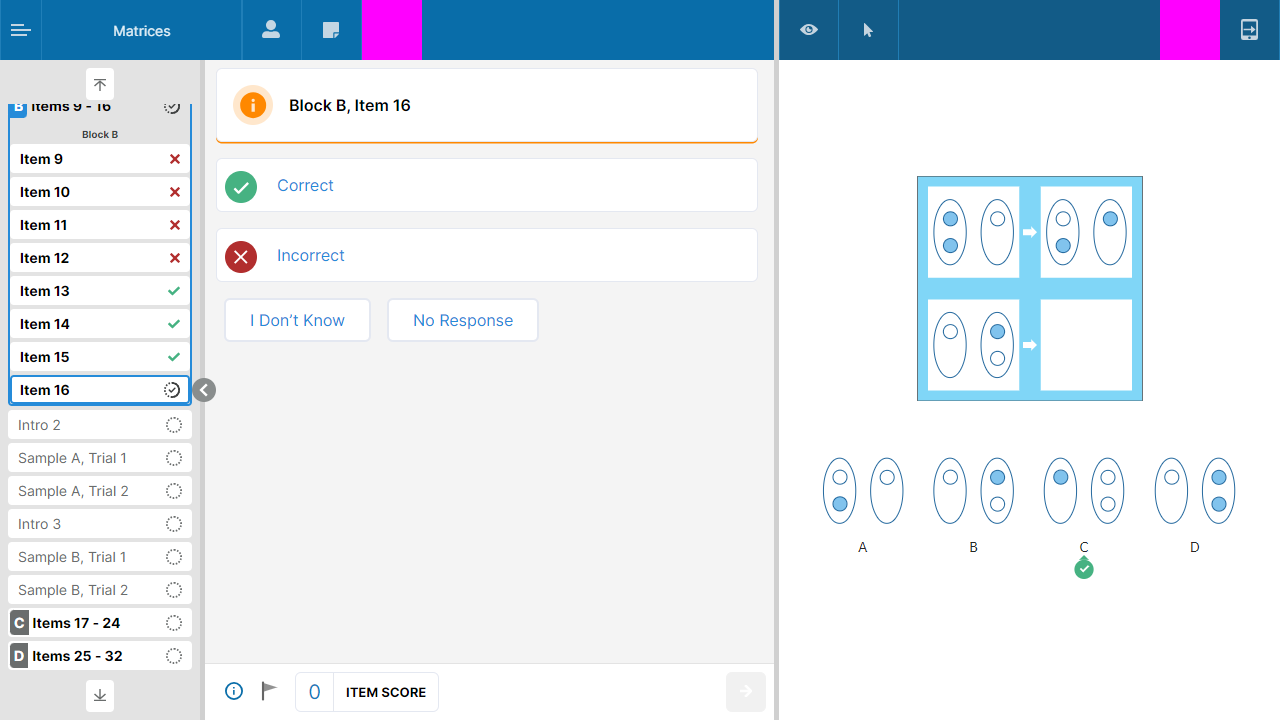 Matrices
B Items 9 - 16
Block B
Item 9
Item 10
Item 11
Item 12
Item 13
Item 14
Item 15
Item 16
Intro 2
Sample A, Trial 1
Sample A, Trial 2
Intro 3
Sample B, Trial 1
Sample B, Trial 2
C Items 17 - 24
D Items 25 - 32
Block B, Item 16
Correct
Incorrect
I Don’t Know No Response
0 ITEM SCORE
A B C D